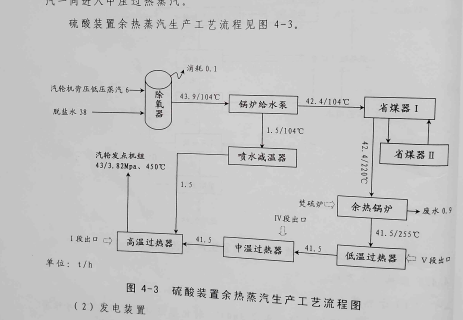 汽一同进入中压过热蒸汽。
硫酸装置余热蒸汽生产工艺流程见图 4-3。
消耗 0.1
汽轮机背压低压蒸汽 6
脱盐水 38
除氧器
43.9/104℃
锅炉给水泵
42.4/104℃
省煤器 I
省煤器 II
1.5/104℃
喷水减温器
42.4/220℃
汽轮发点机组
43/3.82Mpa、450℃
1.5
焚硫炉
余热锅炉
废水 0.9
IV段出口
41.5/255℃
I 段出口
高温过热器
41.5
中温过热器
41.5
低温过热器
V段出口
单位：t/h
图 4-3 硫酸装置余热蒸汽生产工艺流程图
（2）发电装置